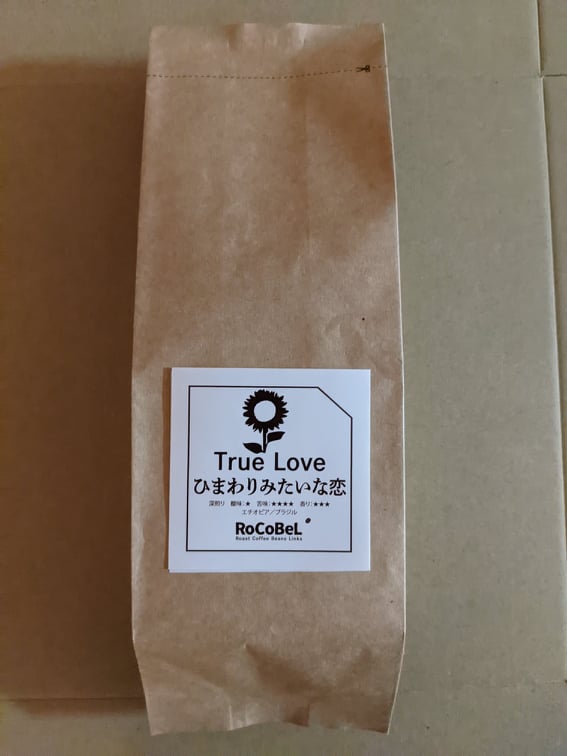 True Love
ひまわりみたいな恋
深煎り 酸味:★ 苦味:★★★★ 香り:★★★
エチオピア／ブラジル
RoCoBeL
Roast Coffee Beans Links